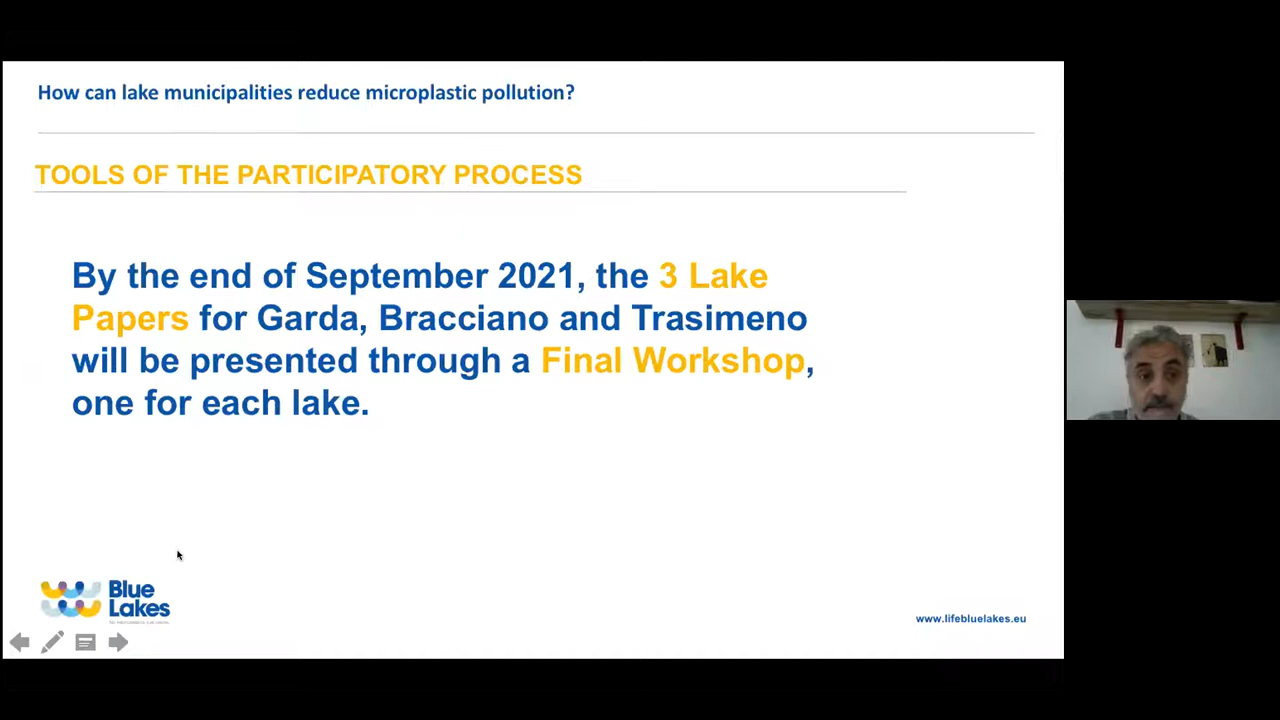 How can lake municipalities reduce microplastic pollution?
TOOLS OF THE PARTICIPATORY PROCESS
By the end of September 2021, the 3 Lake
Papers for Garda, Bracciano and Trasimeno
will be presented through a Final Workshop,
one for each lake.
Blue
Lakes
www.lifebluelakes.eu